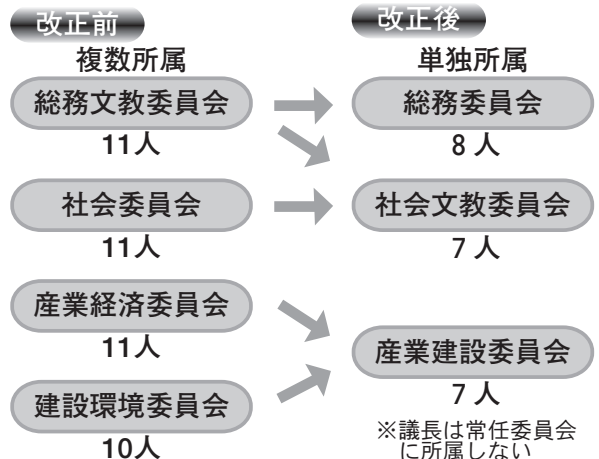 改正前
複数所属
総務文教委員会
11人
社会委員会
11人
産業経済委員会
11人
建設環境委員会
10人
改正後
単独所属
総務委員会
8人
社会文教委員会
7人
産業建設委員会
7人
※議長は常任委員会
に所属しない